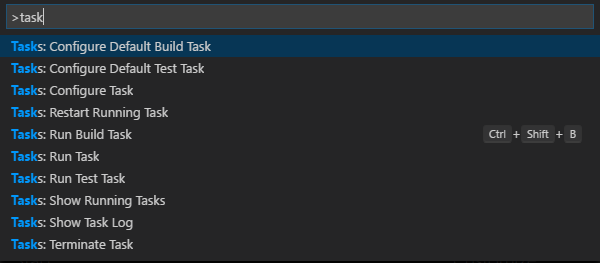 >task
Tasks: Configure Default Build Task
Tasks: Configure Default Test Task
Tasks: Configure Task
Tasks: Restart Running Task
Tasks: Run Build Task Ctrl + Shift + B
Tasks: Run Task
Tasks: Run Test Task
Tasks: Show Running Tasks
Tasks: Show Task Log
Tasks: Terminate Task